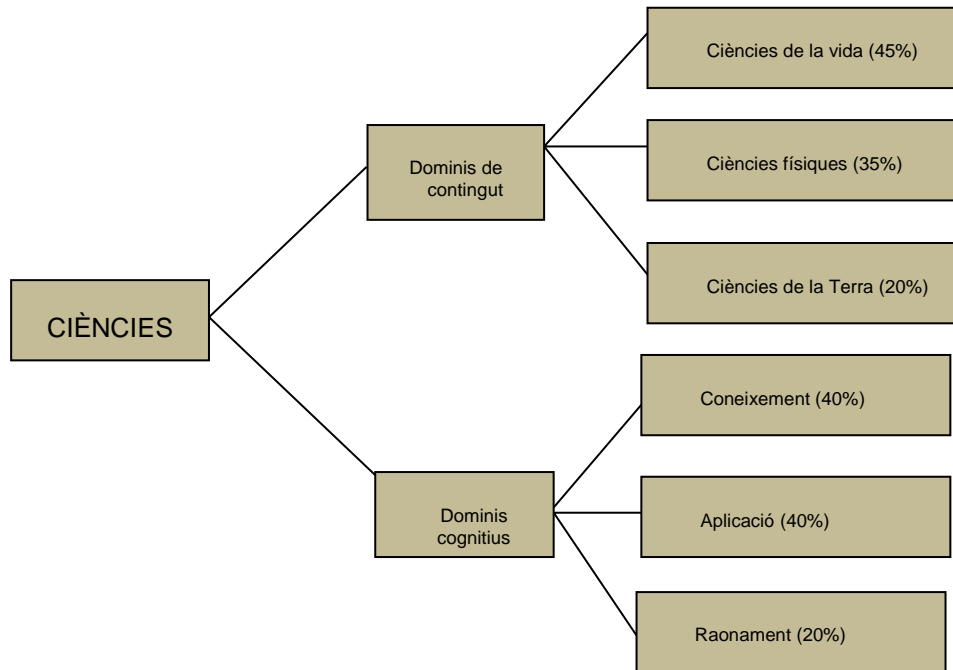 Ciències de la vida (45%)
Dominis de
contingut
Ciències físiques (35%)
Ciències de la Terra (20%)
CIÈNCIES
Coneixement (40%)
Dominis
cognitius
Aplicació (40%)
Raonament (20%)